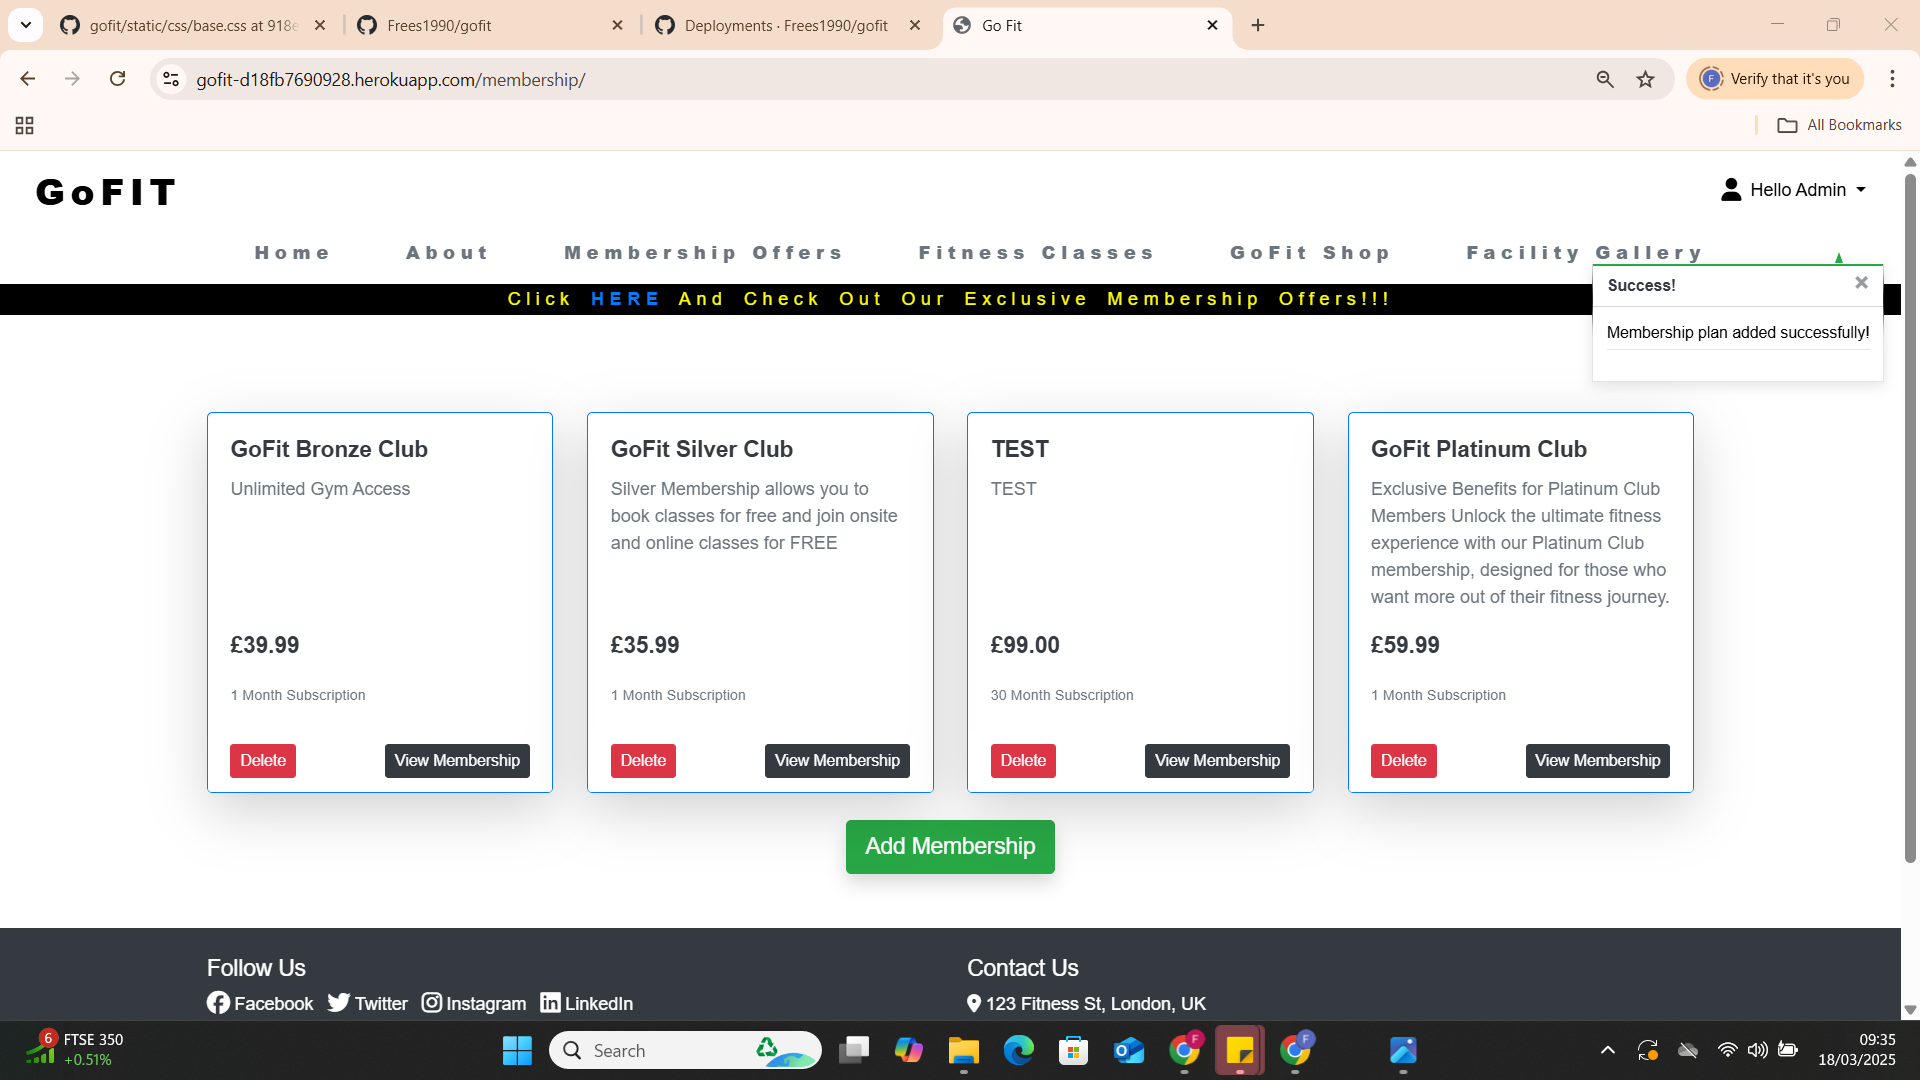 gofit/static/css/base.css at 918e
Frees1990/gofit
Deployments · Frees1990/gofit
Go Fit
gofit-d18fb7690928.herokuapp.com/membership/
F
Verify that it's you
All Bookmarks
GoFIT
Hello Admin
Home
About
Membership Offers
Fitness Classes
GoFit Shop
Facility Gallery
Click HERE And Check Out Our Exclusive Membership Offers!!!
Success!
Membership plan added successfully!
GoFit Bronze Club
Unlimited Gym Access
£39.99
1 Month Subscription
Delete
View Membership
GoFit Silver Club
Silver Membership allows you to
book classes for free and join onsite
and online classes for FREE
£35.99
1 Month Subscription
Delete
View Membership
TEST
TEST
£99.00
30 Month Subscription
Delete
View Membership
GoFit Platinum Club
Exclusive Benefits for Platinum Club
Members Unlock the ultimate fitness
experience with our Platinum Club
membership, designed for those who
want more out of their fitness journey.
£59.99
1 Month Subscription
Delete
View Membership
Add Membership
Follow Us
Facebook
Twitter
Instagram
LinkedIn
Contact Us
123 Fitness St, London, UK
6
FTSE 350
+0.51%
Search
F
F
09:35
18/03/2025